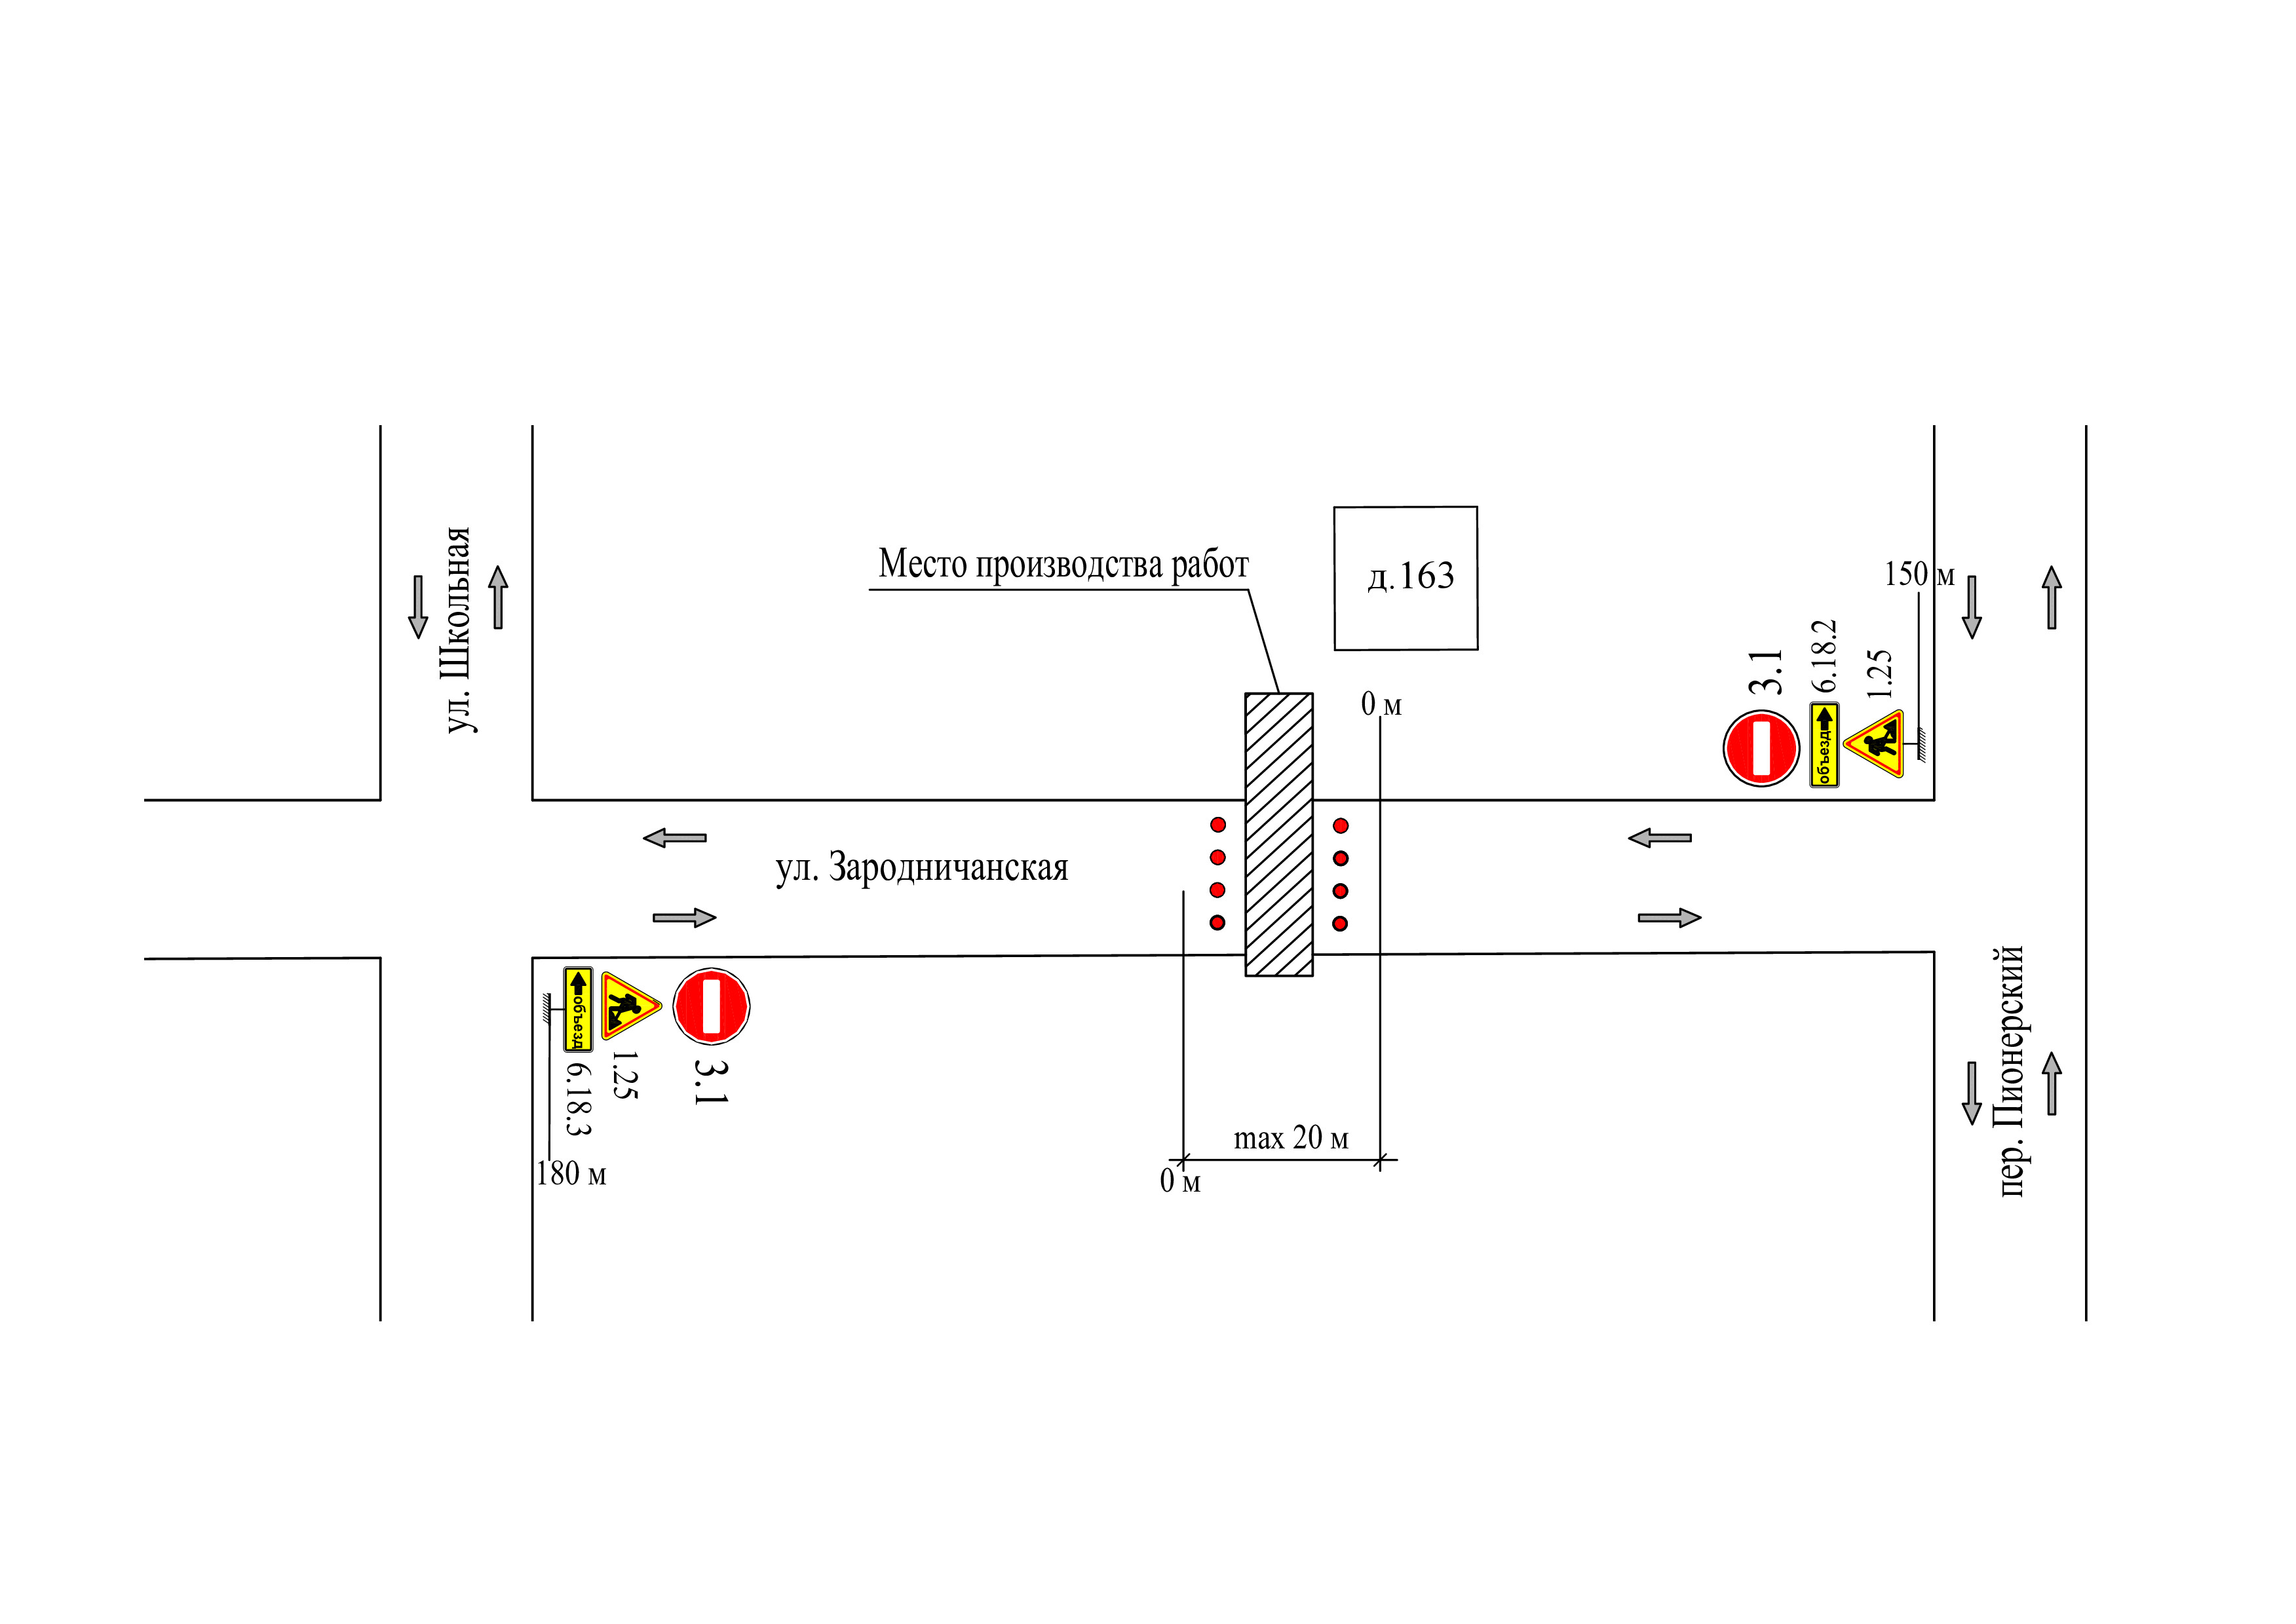 ул. Школьная
Место производства работ
д.163
150 м
3.1
6.18.2
1.25
объезд
0 м
ул. Зародничанская
объезд
6.18.3
1.25
3.1
180 м
max 20 м
0 м
пер. Пионерский